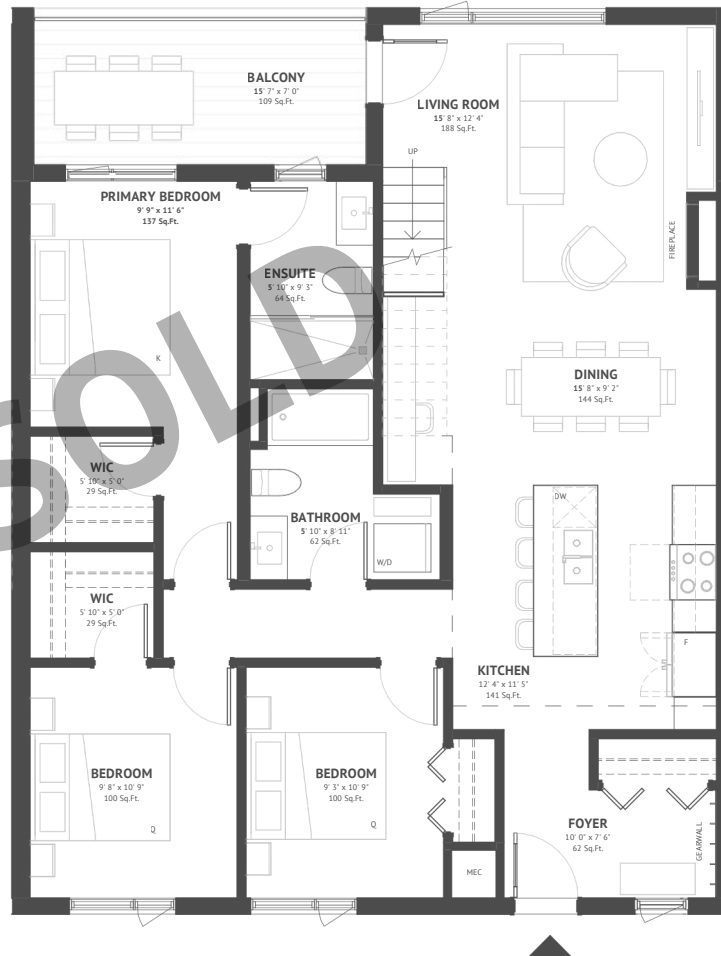 BALCONY
15' 7" x 7' 0"
109 Sq.Ft.
LIVING ROOM
15' 8" x 12' 4"
188 Sq.Ft.
UP
PRIMARY BEDROOM
9' 9" x 11' 6"
137 Sq.Ft.
K
ENSUITE
5' 10" x 9' 3"
64 Sq.Ft.
FIREPLACE
SOLD
DINING
15' 8" x 9' 2"
144 Sq.Ft.
WIC
5' 10" x 5' 0"
29 Sq.Ft.
BATHROOM
5' 10" x 8' 11"
62 Sq.Ft.
W/D
DW
WIC
5' 10" x 5' 0"
29 Sq.Ft.
F
KITCHEN
12' 4" x 11' 5"
141 Sq.Ft.
BEDROOM
9' 8" x 10' 9"
100 Sq.Ft.
Q
BEDROOM
9' 3" x 10' 9"
100 Sq.Ft.
Q
FOYER
10' 0" x 7' 6"
62 Sq.Ft.
GEARWALL
MEC